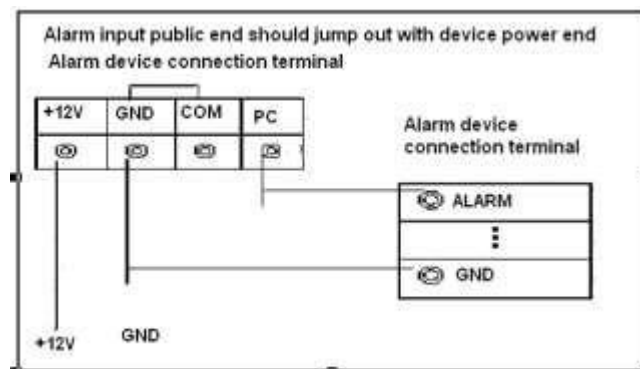 Alarm input public end should jump out with device power end
Alarm device connection terminal
+12V GND COM PC
Alarm device
connection terminal
ALARM
GND
+12V GND